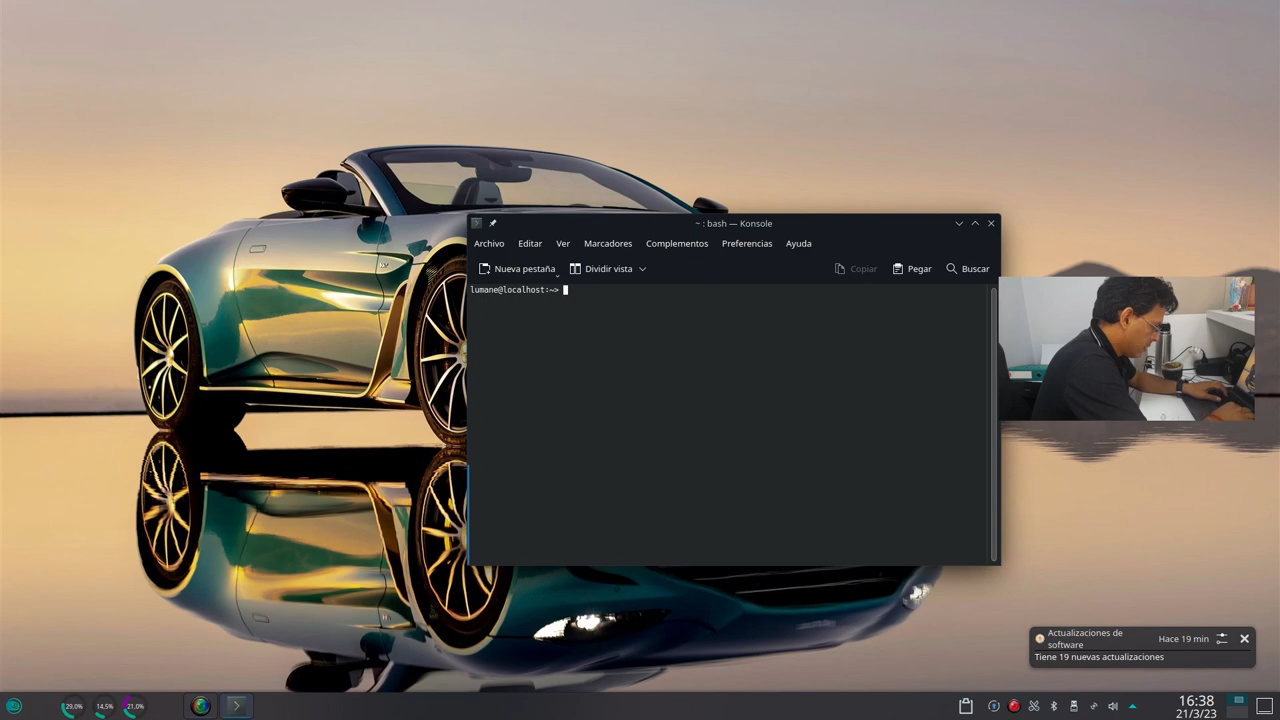 ~ : bash — Konsole
Archivo Editar Ver Marcadores Complementos Preferencias Ayuda
Nueva pestaña Dividir vista Copiar Pegar Buscar
lumane@localhost:~>
Actualizaciones de software Hace 19 min
Tiene 19 nuevas actualizaciones
29,0% 14,5% 21,0%
16:38
21/3/23